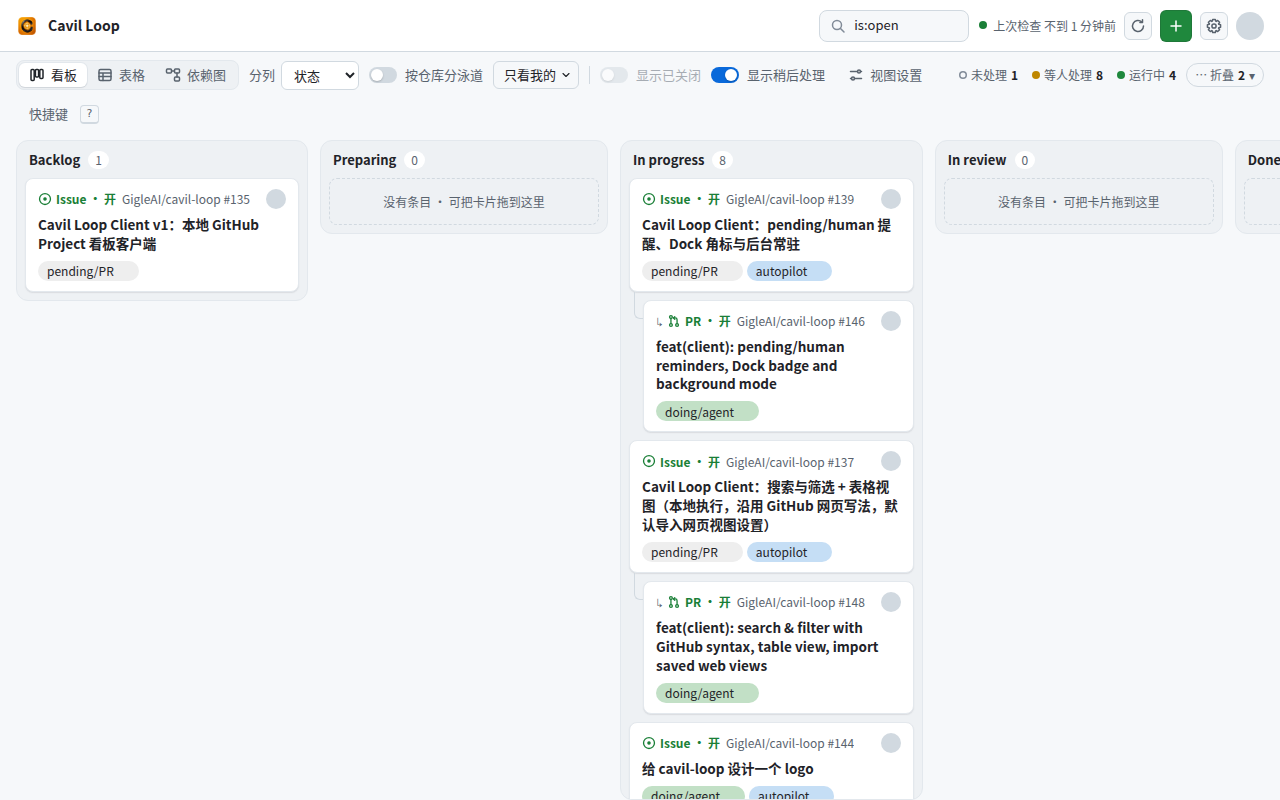 Cavil Loop
is:open
上次检查 不到 1 分钟前
看板 表格 依赖图 分列 状态 按仓库分泳道 只看我的 显示已关闭 显示稍后处理 视图设置 未处理 1 等人处理 8 运行中 4 ··· 折叠 2 ▾
快捷键 ?
Backlog 1
Issue · 开 GigleAI/cavil-loop #135
Cavil Loop Client v1：本地 GitHub
Project 看板客户端
pending/PR
Preparing 0
没有条目 · 可把卡片拖到这里
In progress 8
Issue · 开 GigleAI/cavil-loop #139
Cavil Loop Client：pending/human 提
醒、Dock 角标与后台常驻
pending/PR autopilot
↳ PR · 开 GigleAI/cavil-loop #146
feat(client): pending/human
reminders, Dock badge and
background mode
doing/agent
Issue · 开 GigleAI/cavil-loop #137
Cavil Loop Client：搜索与筛选 + 表格视
图（本地执行，沿用 GitHub 网页写法，默
认导入网页视图设置）
pending/PR autopilot
↳ PR · 开 GigleAI/cavil-loop #148
feat(client): search & filter with
GitHub syntax, table view, import
saved web views
doing/agent
Issue · 开 GigleAI/cavil-loop #144
给 cavil-loop 设计一个 logo
doing/agent autopilot
In review 0
没有条目 · 可把卡片拖到这里
Done